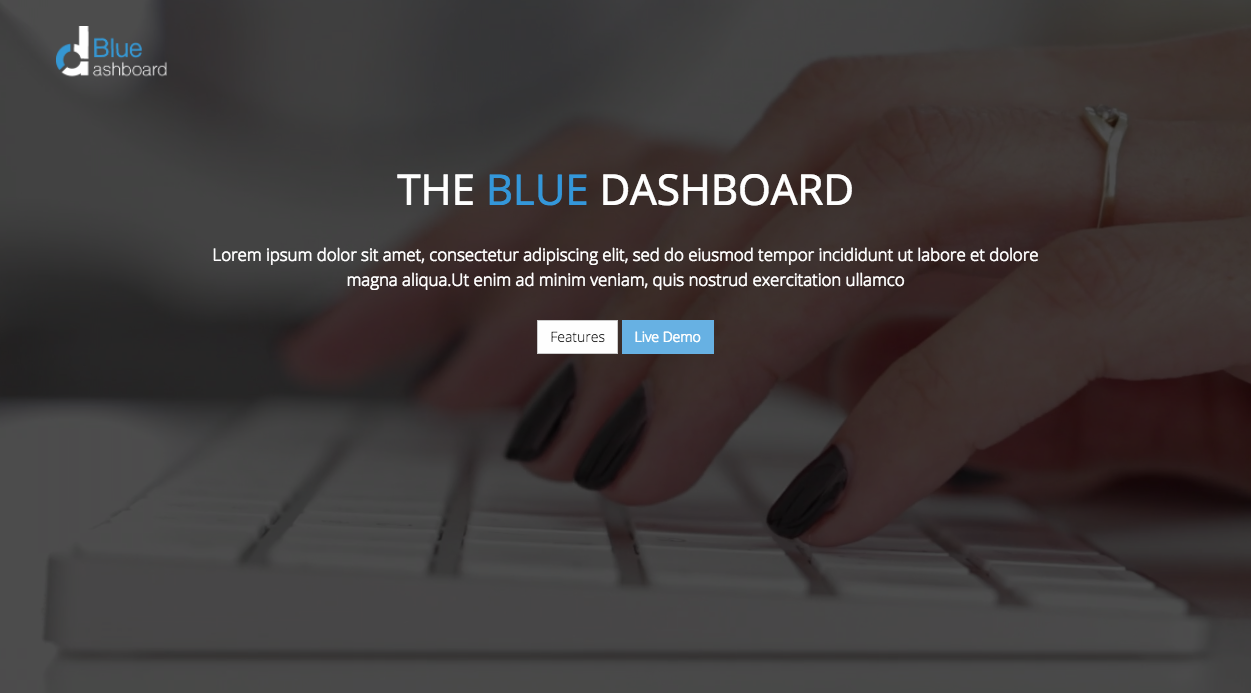 Blue
dashboard
THE BLUE DASHBOARD
Lorem ipsum dolor sit amet, consectetur adipiscing elit, sed do eiusmod tempor incididunt ut labore et dolore
magna aliqua.Ut enim ad minim veniam, quis nostrud exercitation ullamco
Features Live Demo